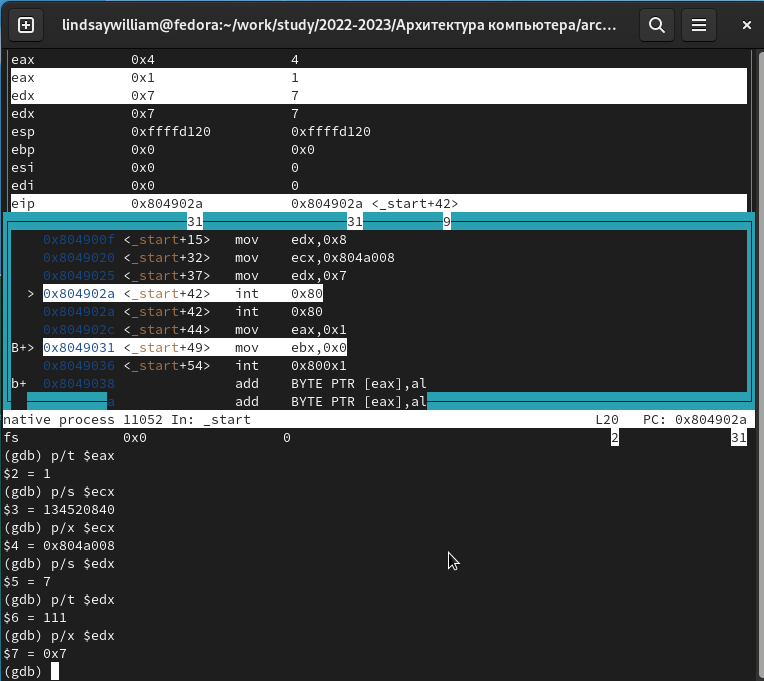 lindsaywilliam@fedora:~/work/study/2022-2023/Архитектура компьютера/arc...
eax 0x4 4
eax 0x1 1
edx 0x7 7
edx 0x7 7
esp 0xffffd120 0xffffd120
ebp 0x0 0x0
esi 0x0 0
edi 0x0 0
eip 0x804902a 0x804902a <_start+42>
31 31 9
0x804900f <_start+15> mov edx,0x8
0x8049020 <_start+32> mov ecx,0x804a008
0x8049025 <_start+37> mov edx,0x7
> 0x804902a <_start+42> int 0x80
0x804902a <_start+42> int 0x80
0x804902c <_start+44> mov eax,0x1
B+> 0x8049031 <_start+49> mov ebx,0x0
0x8049036 <_start+54> int 0x800x1
b+ 0x8049038 add BYTE PTR [eax],al
a add BYTE PTR [eax],al
native process 11052 In: _start L20 PC: 0x804902a
fs 0x0 0 2 31
(gdb) p/t $eax
$2 = 1
(gdb) p/s $ecx
$3 = 134520840
(gdb) p/x $ecx
$4 = 0x804a008
(gdb) p/s $edx
$5 = 7
(gdb) p/t $edx
$6 = 111
(gdb) p/x $edx
$7 = 0x7
(gdb)